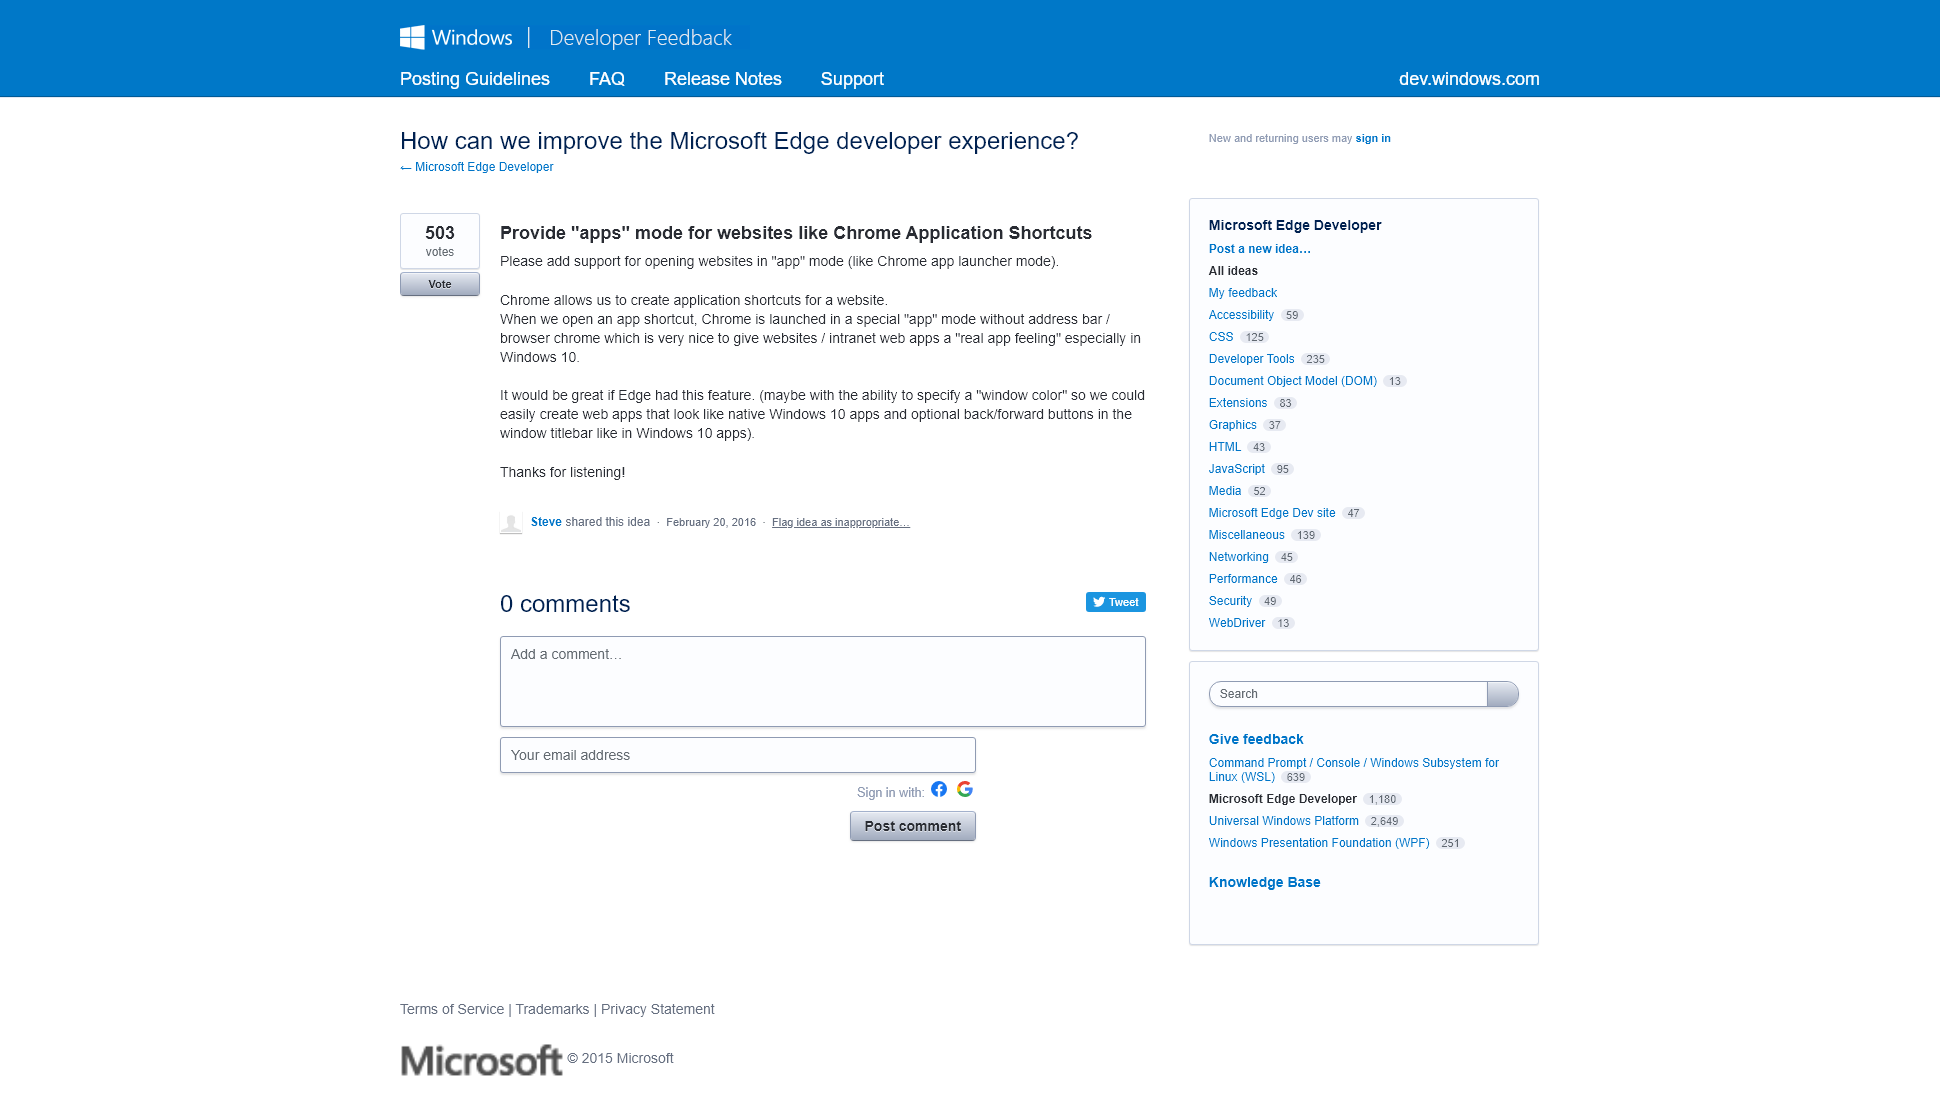 Windows | Developer Feedback
Posting Guidelines FAQ Release Notes Support dev.windows.com
How can we improve the Microsoft Edge developer experience?
← Microsoft Edge Developer
New and returning users may sign in
503
votes
Vote
Provide "apps" mode for websites like Chrome Application Shortcuts
Please add support for opening websites in "app" mode (like Chrome app launcher mode).
Chrome allows us to create application shortcuts for a website.
When we open an app shortcut, Chrome is launched in a special "app" mode without address bar /
browser chrome which is very nice to give websites / intranet web apps a "real app feeling" especially in
Windows 10.
It would be great if Edge had this feature. (maybe with the ability to specify a "window color" so we could
easily create web apps that look like native Windows 10 apps and optional back/forward buttons in the
window titlebar like in Windows 10 apps).
Thanks for listening!
Steve shared this idea · February 20, 2016 · Flag idea as inappropriate…
0 comments
Tweet
Add a comment…
Your email address
Sign in with:
Post comment
Microsoft Edge Developer
Post a new idea…
All ideas
My feedback
Accessibility 59
CSS 125
Developer Tools 235
Document Object Model (DOM) 13
Extensions 83
Graphics 37
HTML 43
JavaScript 95
Media 52
Microsoft Edge Dev site 47
Miscellaneous 139
Networking 45
Performance 46
Security 49
WebDriver 13
Search
Give feedback
Command Prompt / Console / Windows Subsystem for
Linux (WSL) 639
Microsoft Edge Developer 1,180
Universal Windows Platform 2,649
Windows Presentation Foundation (WPF) 251
Knowledge Base
Terms of Service | Trademarks | Privacy Statement
Microsoft © 2015 Microsoft